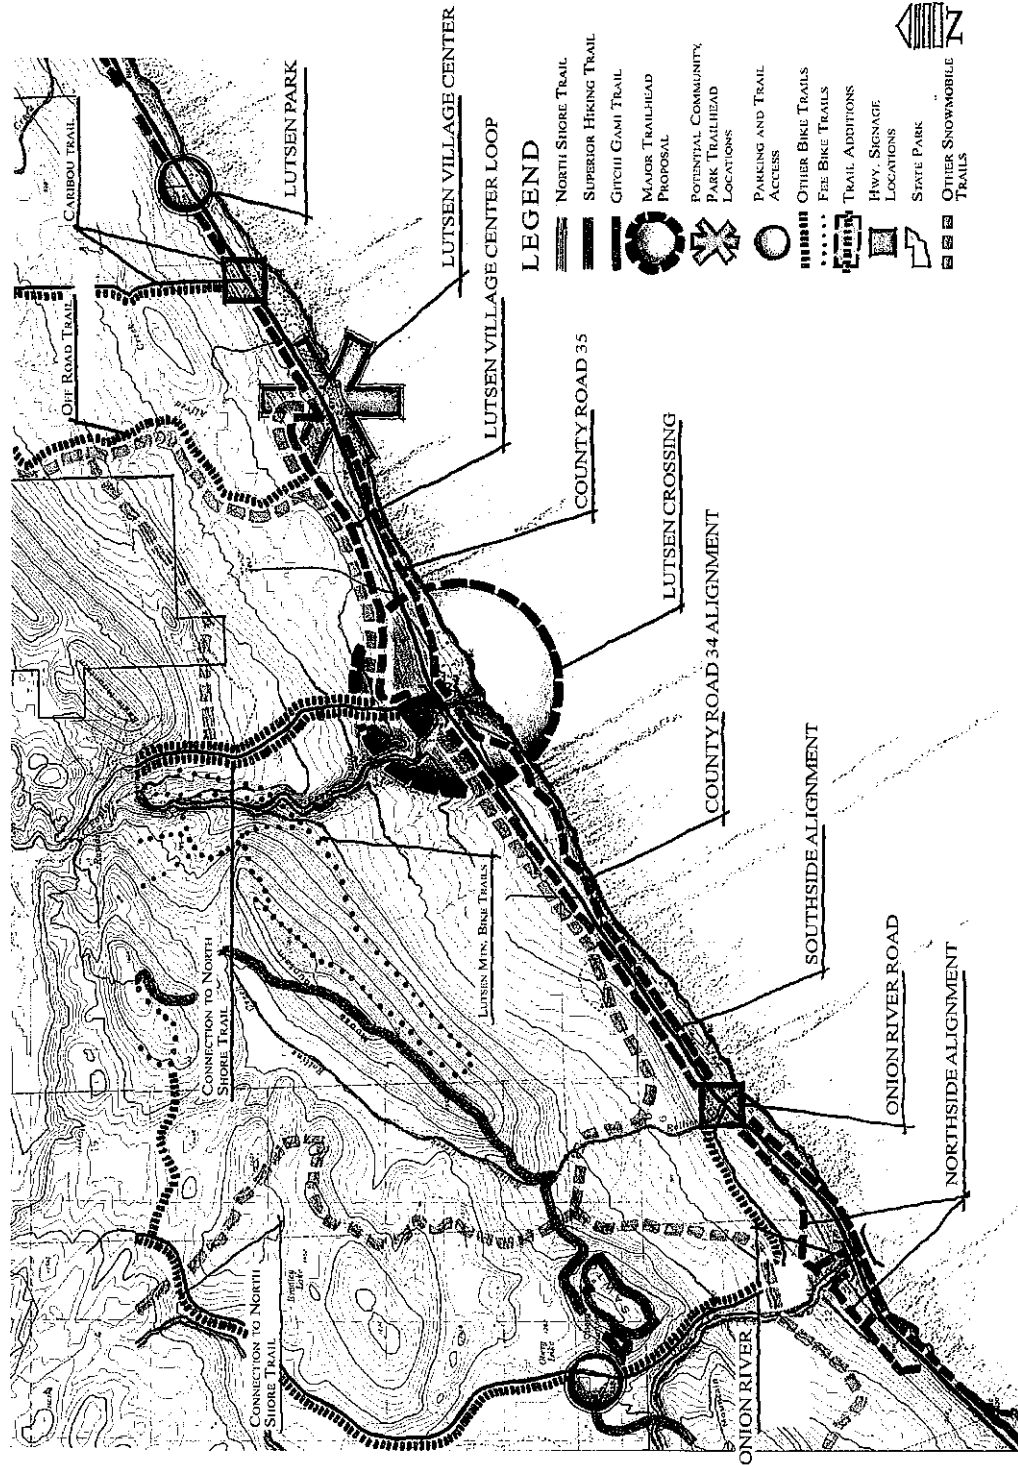 CARIBOU TRAIL
OFF ROAD TRAIL
LUTSEN PARK
LUTSEN VILLAGE CENTER
LUTSEN VILLAGE CENTER LOOP
COUNTY ROAD 35
LUTSEN CROSSING
COUNTY ROAD 34 ALIGNMENT
SOUTHSIDE ALIGNMENT
ONION RIVER ROAD
NORTHSIDE ALIGNMENT
LUTSEN MTN. BIKE TRAILS
CONNECTION TO NORTH
SHORE TRAIL
CONNECTION TO NORTH
SHORE TRAIL
ONION RIVER
LEGEND
NORTH SHORE TRAIL
SUPERIOR HIKING TRAIL
GITCHI GAMI TRAIL
MAJOR TRAILHEAD
PROPOSAL
POTENTIAL COMMUNITY,
PARK TRAILHEAD
LOCATIONS
PARKING AND TRAIL
ACCESS
OTHER BIKE TRAILS
FEE BIKE TRAILS
TRAIL ADDITIONS
HWY. SIGNAGE
LOCATIONS
STATE PARK
OTHER SNOWMOBILE
TRAILS
N